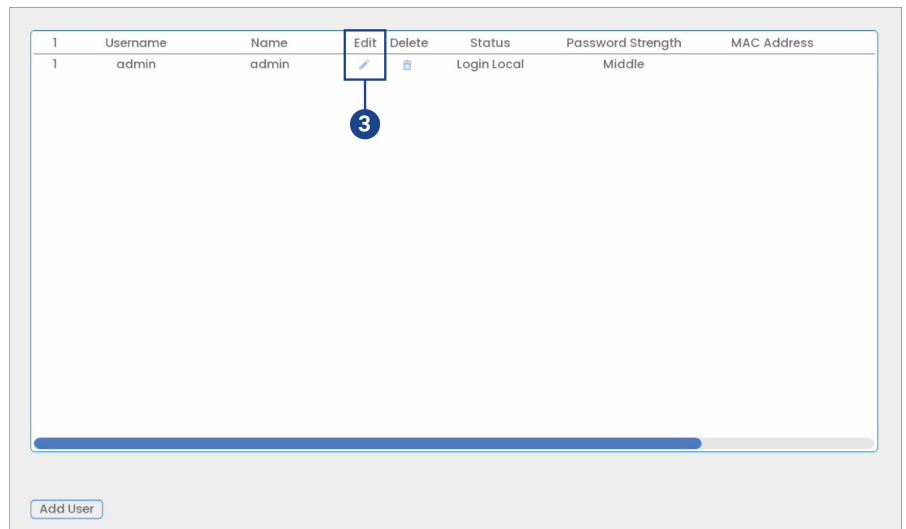 1 Username Name Edit Delete Status Password Strength MAC Address
1 admin admin Login Local Middle
3
Add User